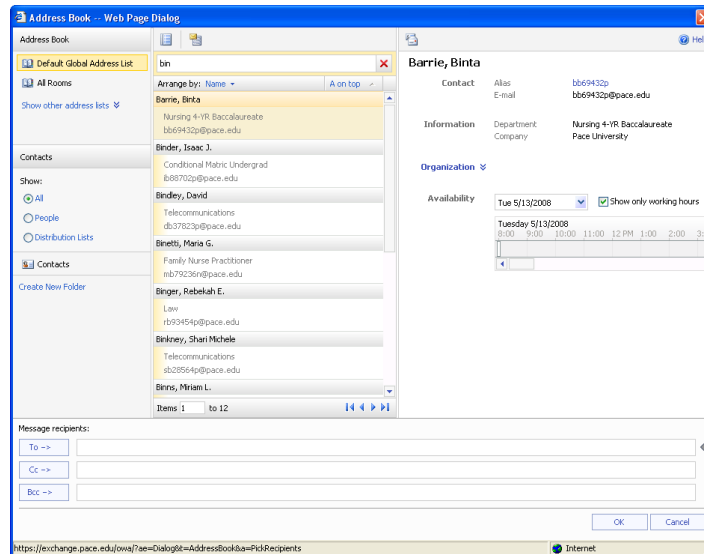 Address Book -- Web Page Dialog
Address Book
Default Global Address List
All Rooms
Show other address lists
Contacts
Show:
All
People
Distribution Lists
Contacts
Create New Folder
bin
Arrange by: Name
A on top
Barrie, Binta
Nursing 4-YR Baccalaureate
bb69432p@pace.edu
Binder, Isaac J.
Conditional Matric Undergrad
ib88702p@pace.edu
Bindley, David
Telecommunications
db37823p@pace.edu
Binetti, Maria G.
Family Nurse Practitioner
mb79236n@pace.edu
Binger, Rebekah E.
Law
rb93454p@pace.edu
Binkney, Shari Michele
Telecommunications
sb28564p@pace.edu
Binns, Miriam L.
Items 1 to 12
Hel
Barrie, Binta
Contact Alias bb69432p
E-mail bb69432p@pace.edu
Information Department Nursing 4-YR Baccalaureate
Company Pace University
Organization
Availability Tue 5/13/2008 Show only working hours
Tuesday 5/13/2008
8:00 9:00 10:00 11:00 12 PM 1:00 2:00 3:
Message recipients:
To ->
Cc ->
Bcc ->
OK Cancel
https://exchange.pace.edu/owa/?ae=Dialog&t=AddressBook&a=PickRecipients Internet